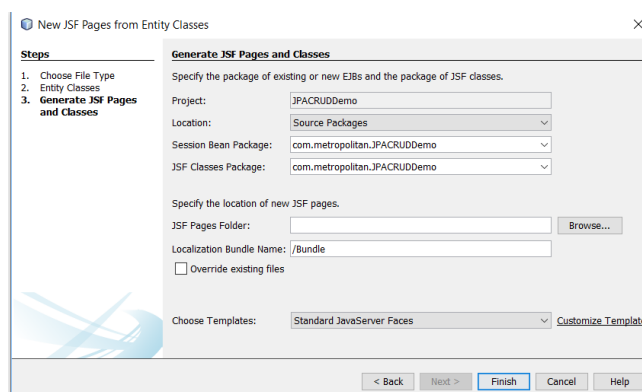 New JSF Pages from Entity Classes
Steps
1. Choose File Type
2. Entity Classes
3. Generate JSF Pages
and Classes
Generate JSF Pages and Classes
Specify the package of existing or new EJBs and the package of JSF classes.
Project: JPACRUDDemo
Location: Source Packages
Session Bean Package: com.metropolitan.JPACRUDDemo
JSF Classes Package: com.metropolitan.JPACRUDDemo
Specify the location of new JSF pages.
JSF Pages Folder: Browse...
Localization Bundle Name: /Bundle
Override existing files
Choose Templates: Standard JavaServer Faces Customize Template
< Back Next > Finish Cancel Help